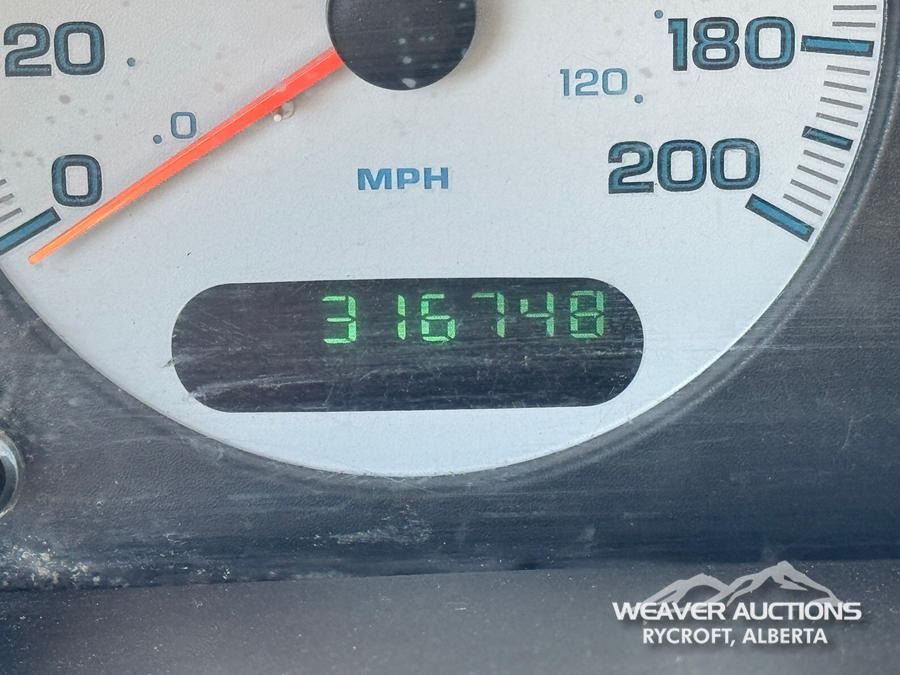 20
180
120
0
0
MPH
200
316748
WEAVER AUCTIONS
RYCROFT, ALBERTA